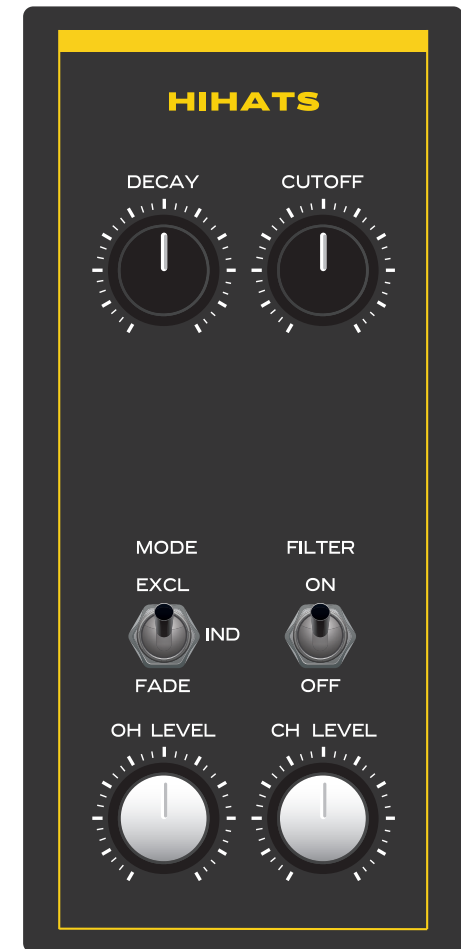 HIHATS
DECAY CUTOFF
MODE FILTER
EXCL ON
IND
FADE OFF
OH LEVEL CH LEVEL